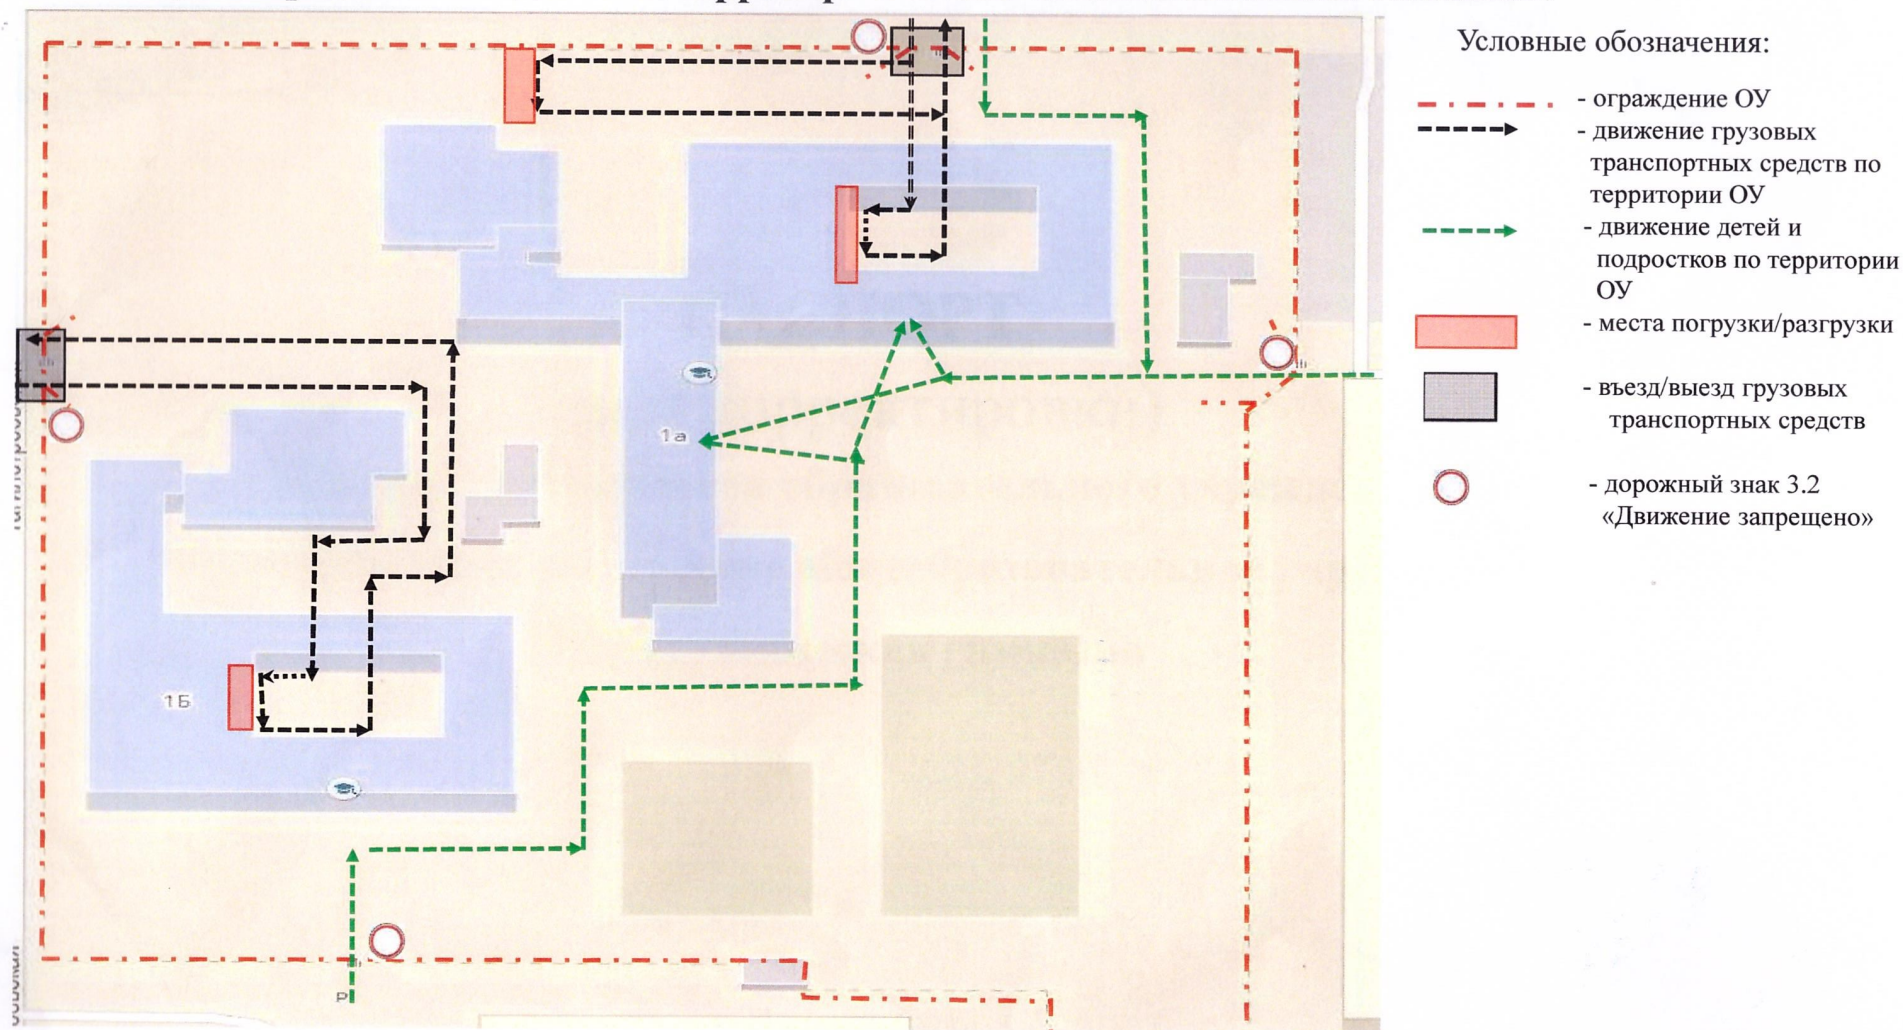 Условные обозначения:
- ограждение ОУ
- движение грузовых
транспортных средств по
территории ОУ
- движение детей и
подростков по территории
ОУ
- места погрузки/разгрузки
- въезд/выезд грузовых
транспортных средств
- дорожный знак 3.2
«Движение запрещено»
1а
1Б
P